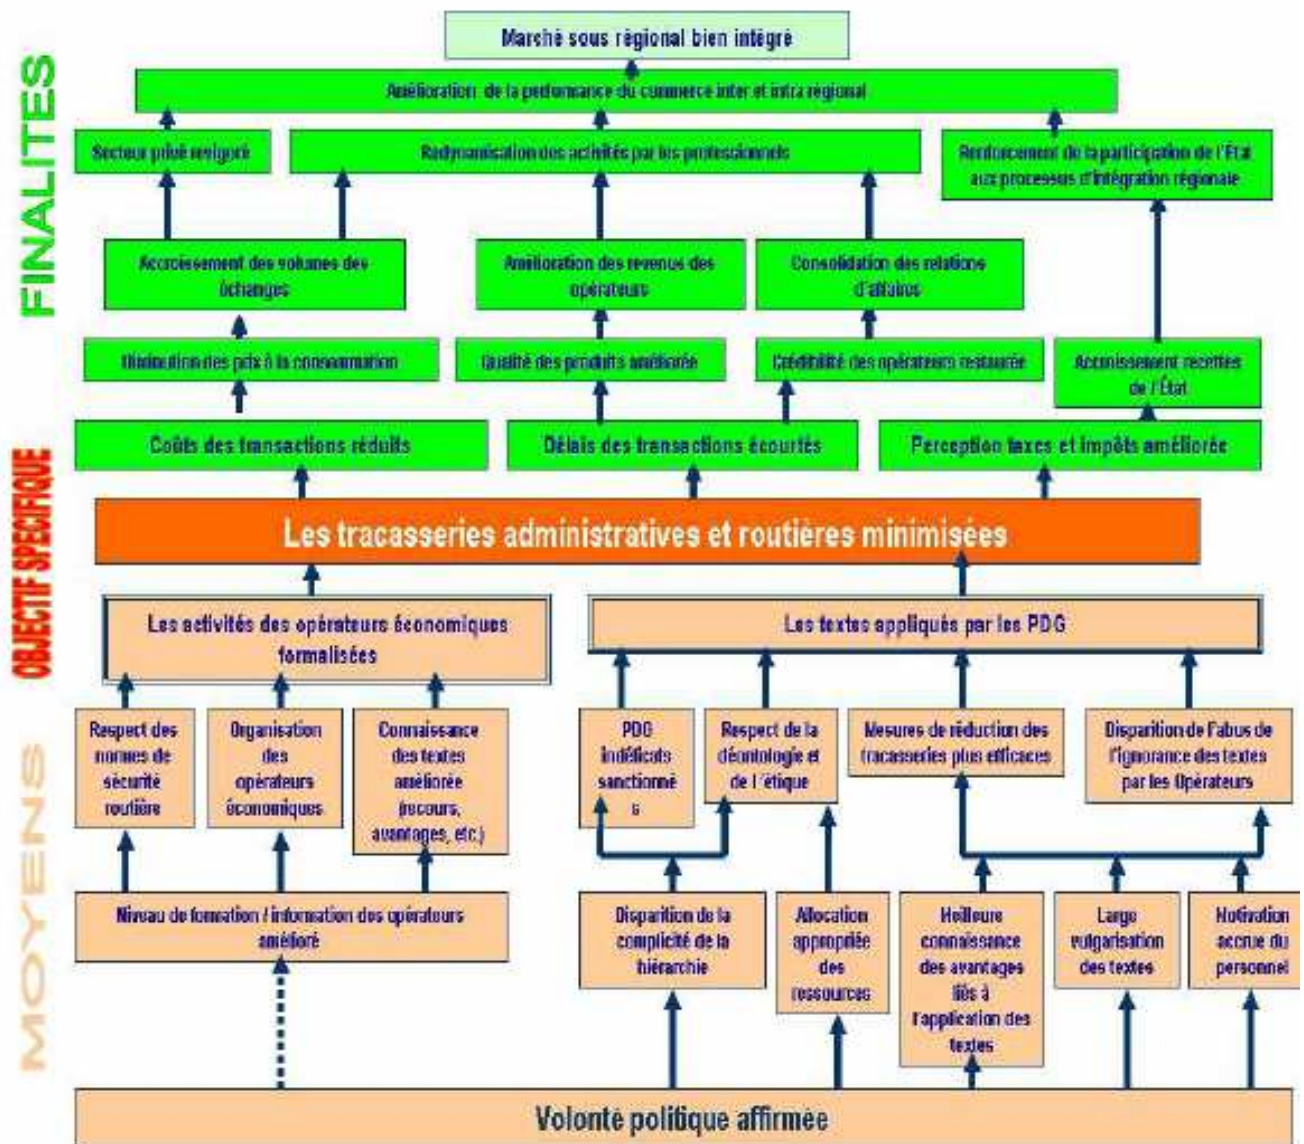 FINALITES
Marché sous régional bien intégré
Amélioration de la performance du commerce inter et intra régional
Secteur privé revigoré
Redynamisation des activités par les professionnels
Renforcement de la participation de l'État
aux processus d'intégration régionale
Accroissement des volumes des
échanges
Amélioration des revenus des
opérateurs
Consolidation des relations
d'affaires
Diminution des prix à la consommation
Qualité des produits améliorée
Crédibilité des opérateurs restaurée
Accroissement recettes
de l'État
Coûts des transactions réduits
Délais des transactions écourtés
Perception taxes et impôts améliorée
OBJECTIF SPECIFIQUE
Les tracasseries administratives et routières minimisées
MOYENS
Les activités des opérateurs économiques
formalisées
Les textes appliqués par les PDG
Respect des
normes de
sécurité
routière
Organisation
des
opérateurs
économiques
Connaissance
des textes
améliorée
(recours,
avantages, etc.)
PDG
indélicats
sanctionné
s
Respect de la
déontologie et
de l'étique
Mesures de réduction des
tracasseries plus efficaces
Disparition de l'abus de
l'ignorance des textes
par les Opérateurs
Niveau de formation / information des opérateurs
amélioré
Disparition de la
complicité de la
hiérarchie
Allocation
appropriée
des
ressources
Meilleure
connaissance
des avantages
liés à
l'application des
textes
Large
vulgarisation
des textes
Motivation
accrue du
personnel
Volonté politique affirmée